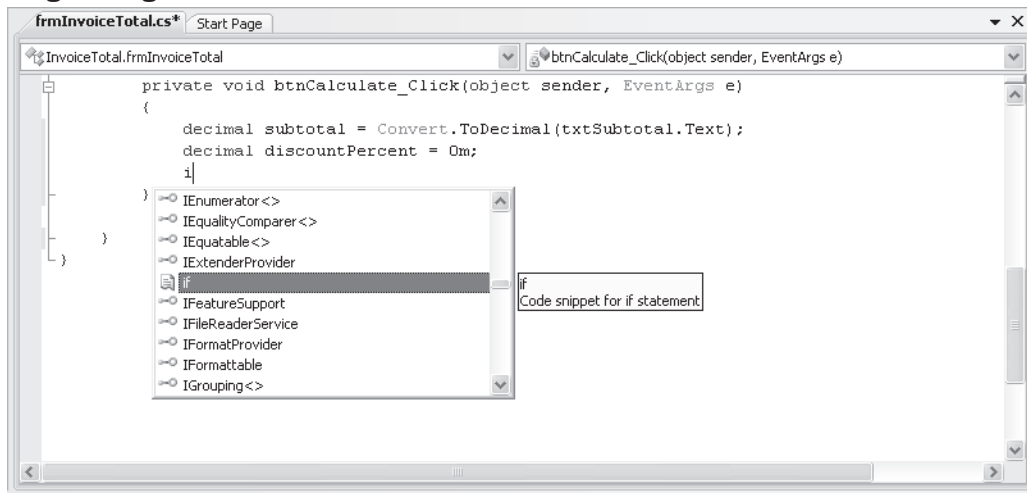 frmInvoiceTotal.cs* Start Page
InvoiceTotal.frmInvoiceTotal btnCalculate_Click(object sender, EventArgs e)
private void btnCalculate_Click(object sender, EventArgs e)
{
decimal subtotal = Convert.ToDecimal(txtSubtotal.Text);
decimal discountPercent = 0m;
i
}
IEnumerator<>
IEqualityComparer<>
IEquatable<>
IExtenderProvider
if
IFeatureSupport
IFileReaderService
IFormatProvider
IFormattable
IGrouping<>
if
Code snippet for if statement
}
}